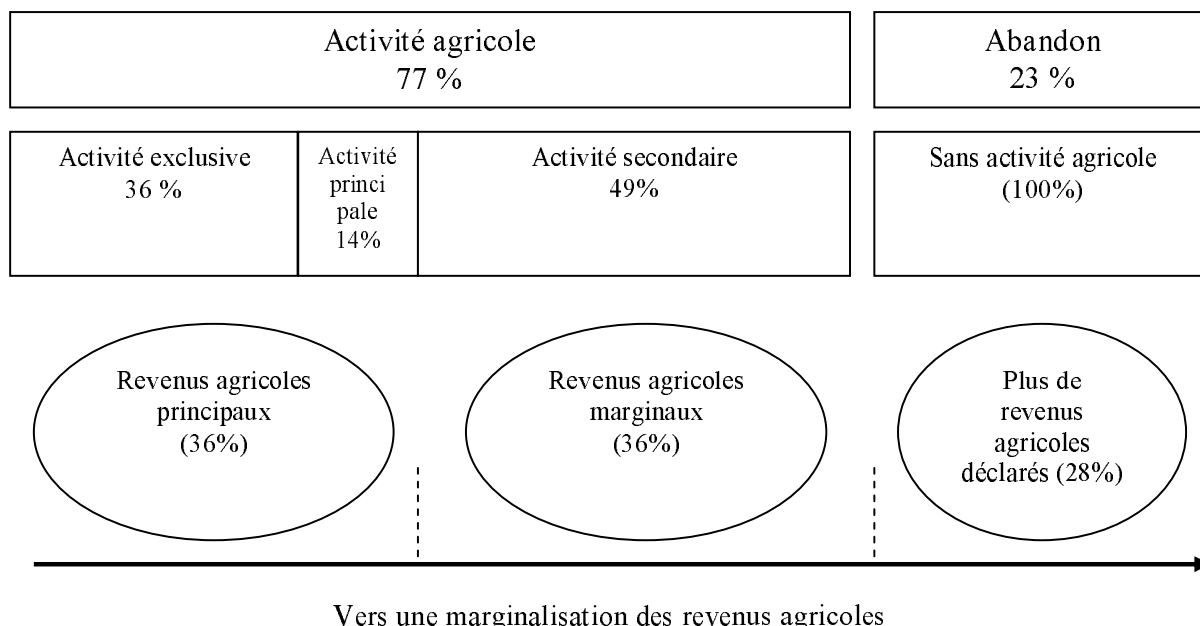 Activité agricole
77 %
Abandon
23 %
Activité exclusive
36 %
Activité
princi
pale
14%
Activité secondaire
49%
Sans activité agricole
(100%)
Revenus agricoles
principaux
(36%)
Revenus agricoles
marginaux
(36%)
Plus de
revenus
agricoles
déclarés (28%)
Vers une marginalisation des revenus agricoles